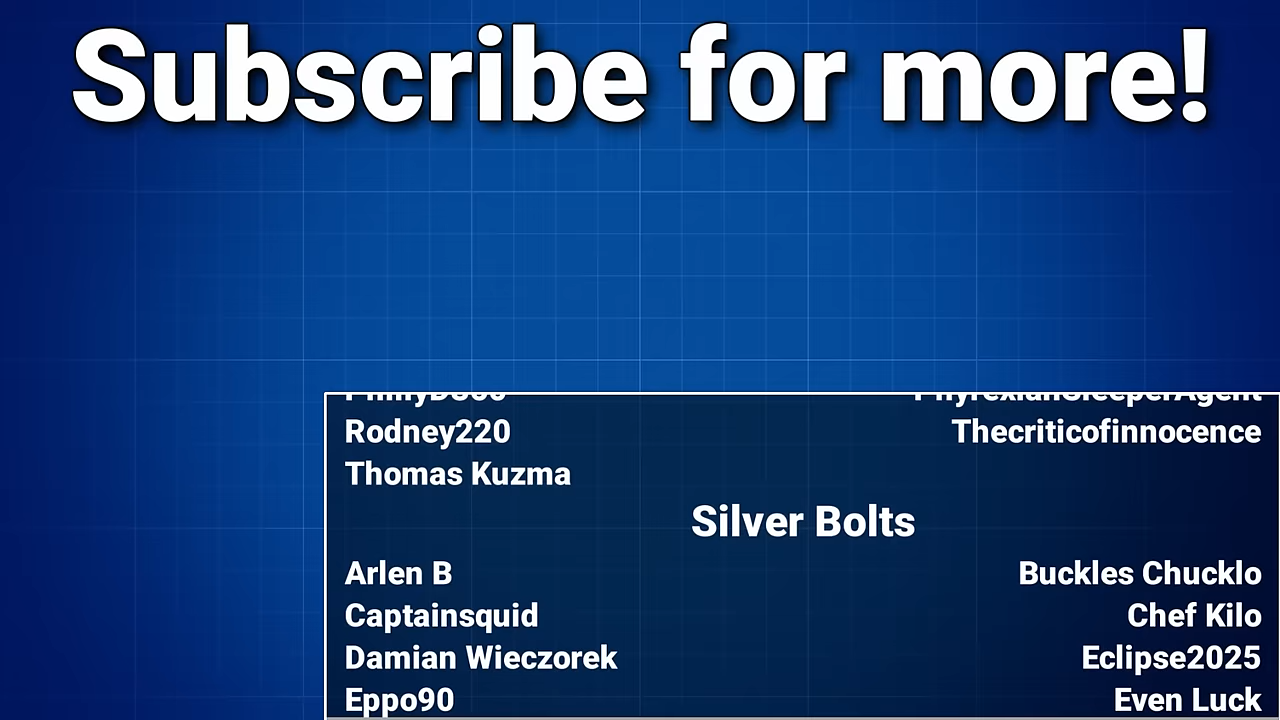 Subscribe for more!
Rodney220 Thecriticofinnocence
Thomas Kuzma
Silver Bolts
Arlen B Buckles Chucklo
Captainsquid Chef Kilo
Damian Wieczorek Eclipse2025
Eppo90 Even Luck